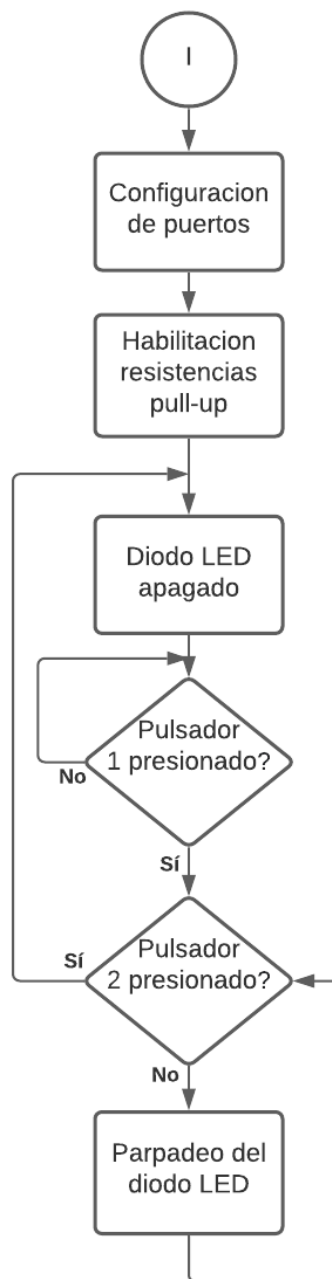 I
Configuracion
de puertos
Habilitacion
resistencias
pull-up
Diodo LED
apagado
Pulsador
1 presionado?
No
Sí
Pulsador
2 presionado?
Sí
No
Parpadeo del
diodo LED